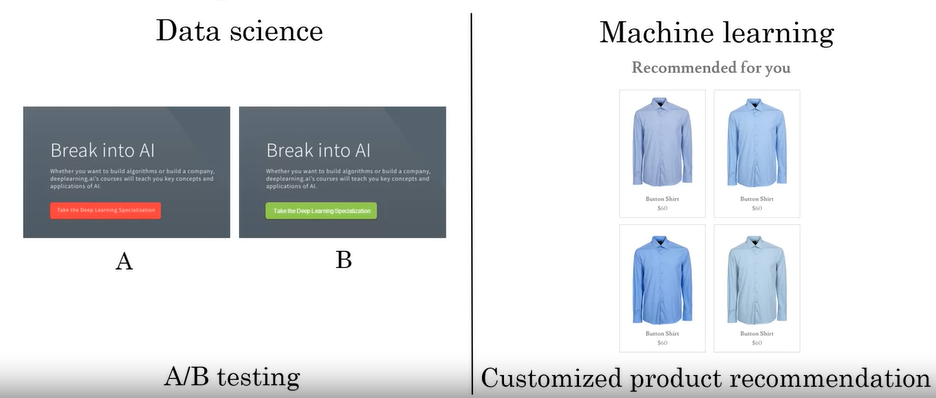 Data science
Break into AI
Whether you want to build algorithms or build a company,
deeplearning.ai's courses will teach you key concepts and
applications of AI.
Take the Deep Learning Specialization
A
Break into AI
Whether you want to build algorithms or build a company,
deeplearning.ai's courses will teach you key concepts and
applications of AI.
Take the Deep Learning Specialization
B
A/B testing
Machine learning
Recommended for you
Button Shirt
$60
Button Shirt
$60
Button Shirt
$60
Button Shirt
$60
Customized product recommendation